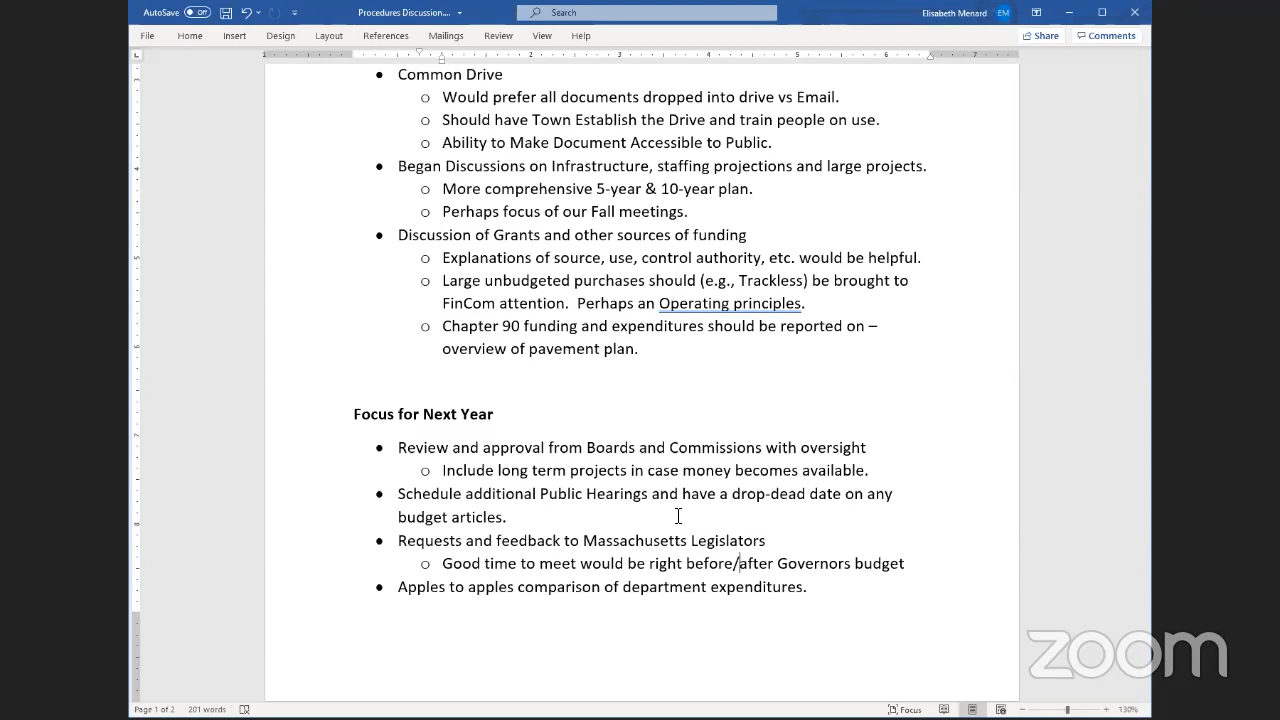 AutoSave Off Procedures Discussion.... Search Elisabeth Menard EM
File Home Insert Design Layout References Mailings Review View Help Share Comments
1 1 2 3 4 5 6 7
• Common Drive
o Would prefer all documents dropped into drive vs Email.
o Should have Town Establish the Drive and train people on use.
o Ability to Make Document Accessible to Public.
• Began Discussions on Infrastructure, staffing projections and large projects.
o More comprehensive 5-year & 10-year plan.
o Perhaps focus of our Fall meetings.
• Discussion of Grants and other sources of funding
o Explanations of source, use, control authority, etc. would be helpful.
o Large unbudgeted purchases should (e.g., Trackless) be brought to
FinCom attention.  Perhaps an Operating principles.
o Chapter 90 funding and expenditures should be reported on –
overview of pavement plan.
Focus for Next Year
• Review and approval from Boards and Commissions with oversight
o Include long term projects in case money becomes available.
• Schedule additional Public Hearings and have a drop-dead date on any
budget articles.
• Requests and feedback to Massachusetts Legislators
o Good time to meet would be right before/after Governors budget
• Apples to apples comparison of department expenditures.
zoom
Page 1 of 2 201 words Focus 130%